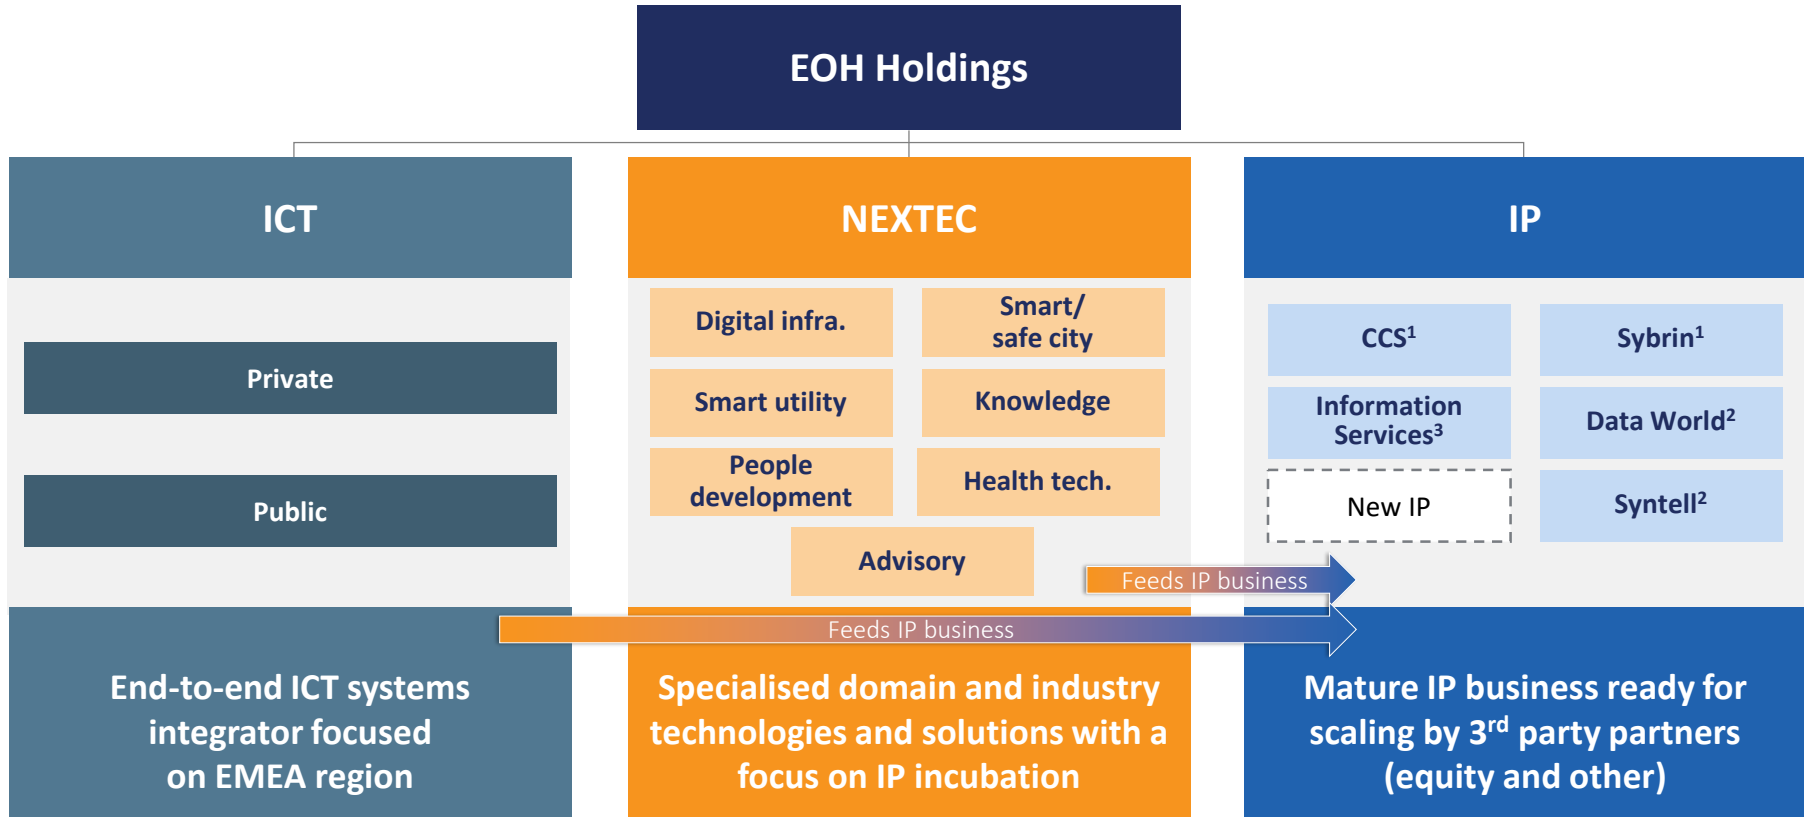 EOH Holdings
ICT
Private
Public
End-to-end ICT systems
integrator focused
on EMEA region
NEXTEC
Digital infra.
Smart/
safe city
Smart utility
Knowledge
People
development
Health tech.
Advisory
Feeds IP business
Feeds IP business
Specialised domain and industry
technologies and solutions with a
focus on IP incubation
IP
CCS¹
Sybrin¹
Information
Services³
Data World²
New IP
Syntell²
Mature IP business ready for
scaling by 3ʳᵈ party partners
(equity and other)